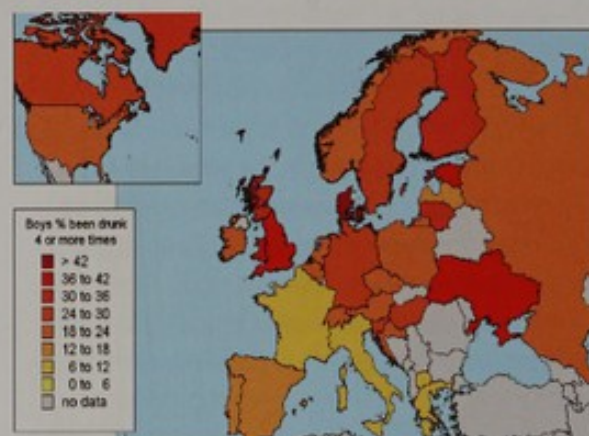 Boys % been drunk
4 or more times
> 42
36 to 42
30 to 36
24 to 30
18 to 24
12 to 18
6 to 12
0 to 6
no data